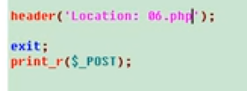 header('Location: 06.php');
exit;
print_r($_POST);